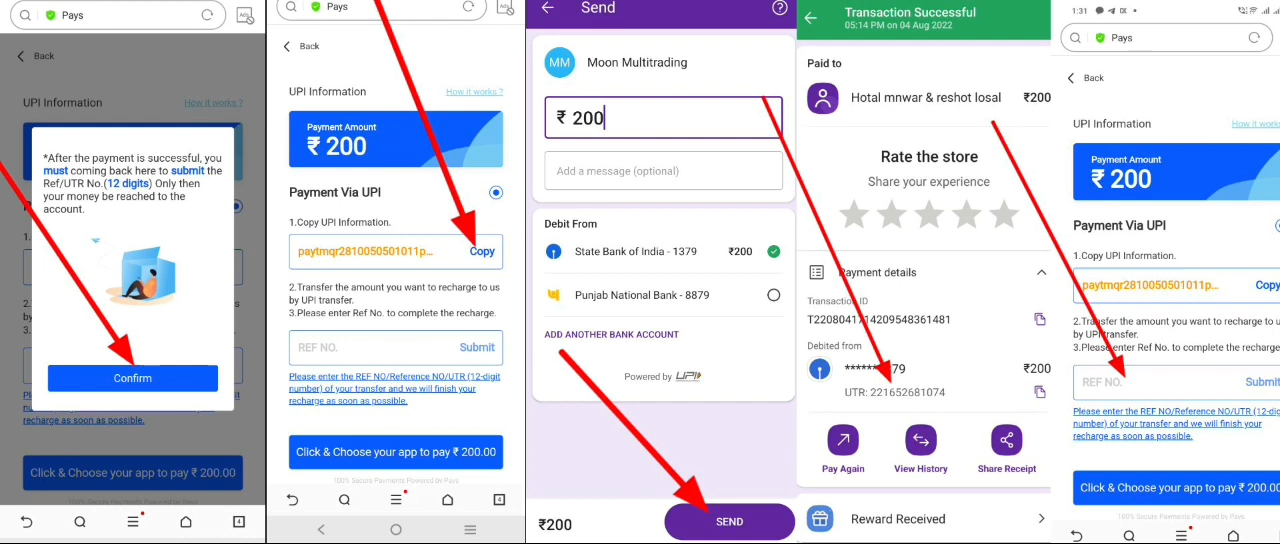 Pays
Back
UPI Information
How it works ?
*After the payment is successful, you
must coming back here to submit the
Ref/UTR No.(12 digits) Only then
your money be reached to the
account.
Confirm
recharge as soon as possible.
Click & Choose your app to pay ₹ 200.00
Pays
Back
UPI Information
How it works ?
Payment Amount
₹ 200
Payment Via UPI
1.Copy UPI Information.
paytmqr2810050501011p...
Copy
2.Transfer the amount you want to recharge to us
by UPI transfer.
3.Please enter Ref No. to complete the recharge.
REF NO.
Submit
Please enter the REF NO/Reference NO/UTR (12-digit
number) of your transfer and we will finish your
recharge as soon as possible.
Click & Choose your app to pay ₹ 200.00
100% Secure Payments Powered by Pays
4
Send
MM
Moon Multitrading
₹ 200
Add a message (optional)
Debit From
State Bank of India - 1379
₹200
Punjab National Bank - 8879
ADD ANOTHER BANK ACCOUNT
Powered by UPI
₹200
SEND
Transaction Successful
05:14 PM on 04 Aug 2022
Paid to
Hotal mnwar & reshot losal
₹200
Rate the store
Share your experience
Payment details
Transaction ID
T2208041714209548361481
Debited from
₹200
UTR: 221652681074
Pay Again
View History
Share Receipt
Reward Received
1:31
Pays
Back
UPI Information
How it works
Payment Amount
₹ 200
Payment Via UPI
1.Copy UPI Information.
paytmqr2810050501011p...
Copy
2.Transfer the amount you want to recharge to u
by UPI transfer.
3.Please enter Ref No. to complete the recharge
REF NO.
Submit
Please enter the REF NO/Reference NO/UTR (12-dig
number) of your transfer and we will finish your
recharge as soon as possible.
Click & Choose your app to pay ₹ 200.0
100% Secure Payments Powered by Pays